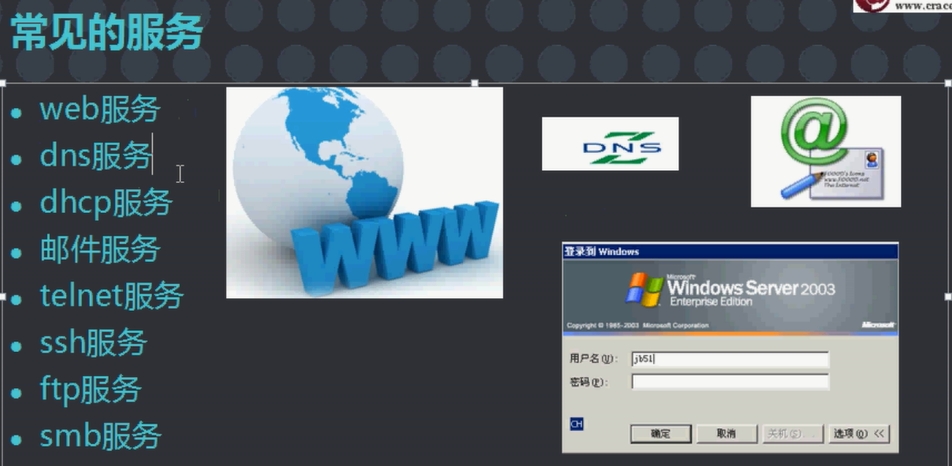 常见的服务
www.crace
web服务
dns服务
dhcp服务
邮件服务
telnet服务
ssh服务
ftp服务
smb服务
WWW
DNS
@
登录到 Windows
Microsoft
Windows Server 2003
Enterprise Edition
Copyright © 1985-2003 Microsoft Corporation
Microsoft
用户名(U): jb51
密码(P):
CH
确定 取消 关机(S)... 选项(O) <<